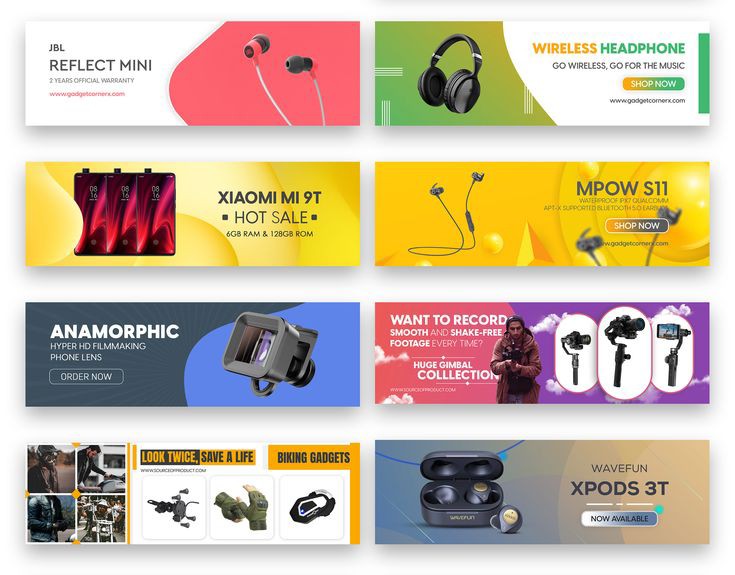 JBL
REFLECT MINI
2 YEARS OFFICIAL WARRANTY
www.gadgetcornerx.com
WIRELESS HEADPHONE
GO WIRELESS, GO FOR THE MUSIC
SHOP NOW
www.gadgetcornerx.com
08
16
08
16
08
16
XIAOMI MI 9T
HOT SALE
6GB RAM & 128GB ROM
MPOW S11
WATERPROOF IPX7 QUALCOMM
APT-X SUPPORTED BLUETOOTH 5.0 EARBUDS
SHOP NOW
www.gadgetcornerx.com
ANAMORPHIC
HYPER HD FILMMAKING
PHONE LENS
ORDER NOW
WANT TO RECORD
SMOOTH AND SHAKE-FREE
FOOTAGE EVERY TIME?
HUGE GIMBAL
COLLLECTION
WWW.SOURCEOFPRODUCT.COM
LOOK TWICE, SAVE A LIFE
WWW.SOURCEOFPRODUCT.COM
BIKING GADGETS
WAVEFUN
WAVEFUN
XPODS 3T
NOW AVAILABLE